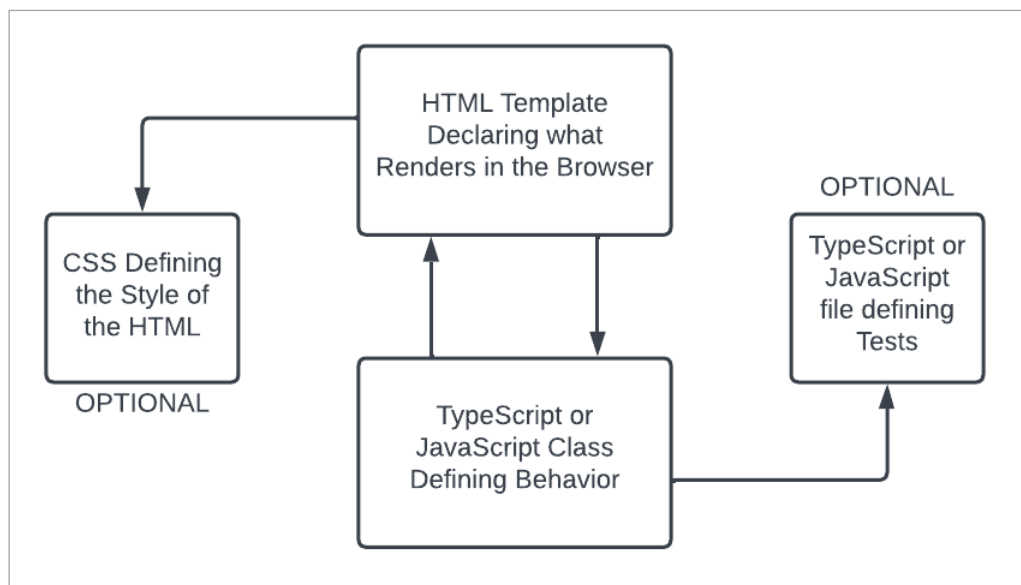 HTML Template
Declaring what
Renders in the Browser
OPTIONAL
CSS Defining
the Style of
the HTML
OPTIONAL
TypeScript or
JavaScript
file defining
Tests
TypeScript or
JavaScript Class
Defining Behavior